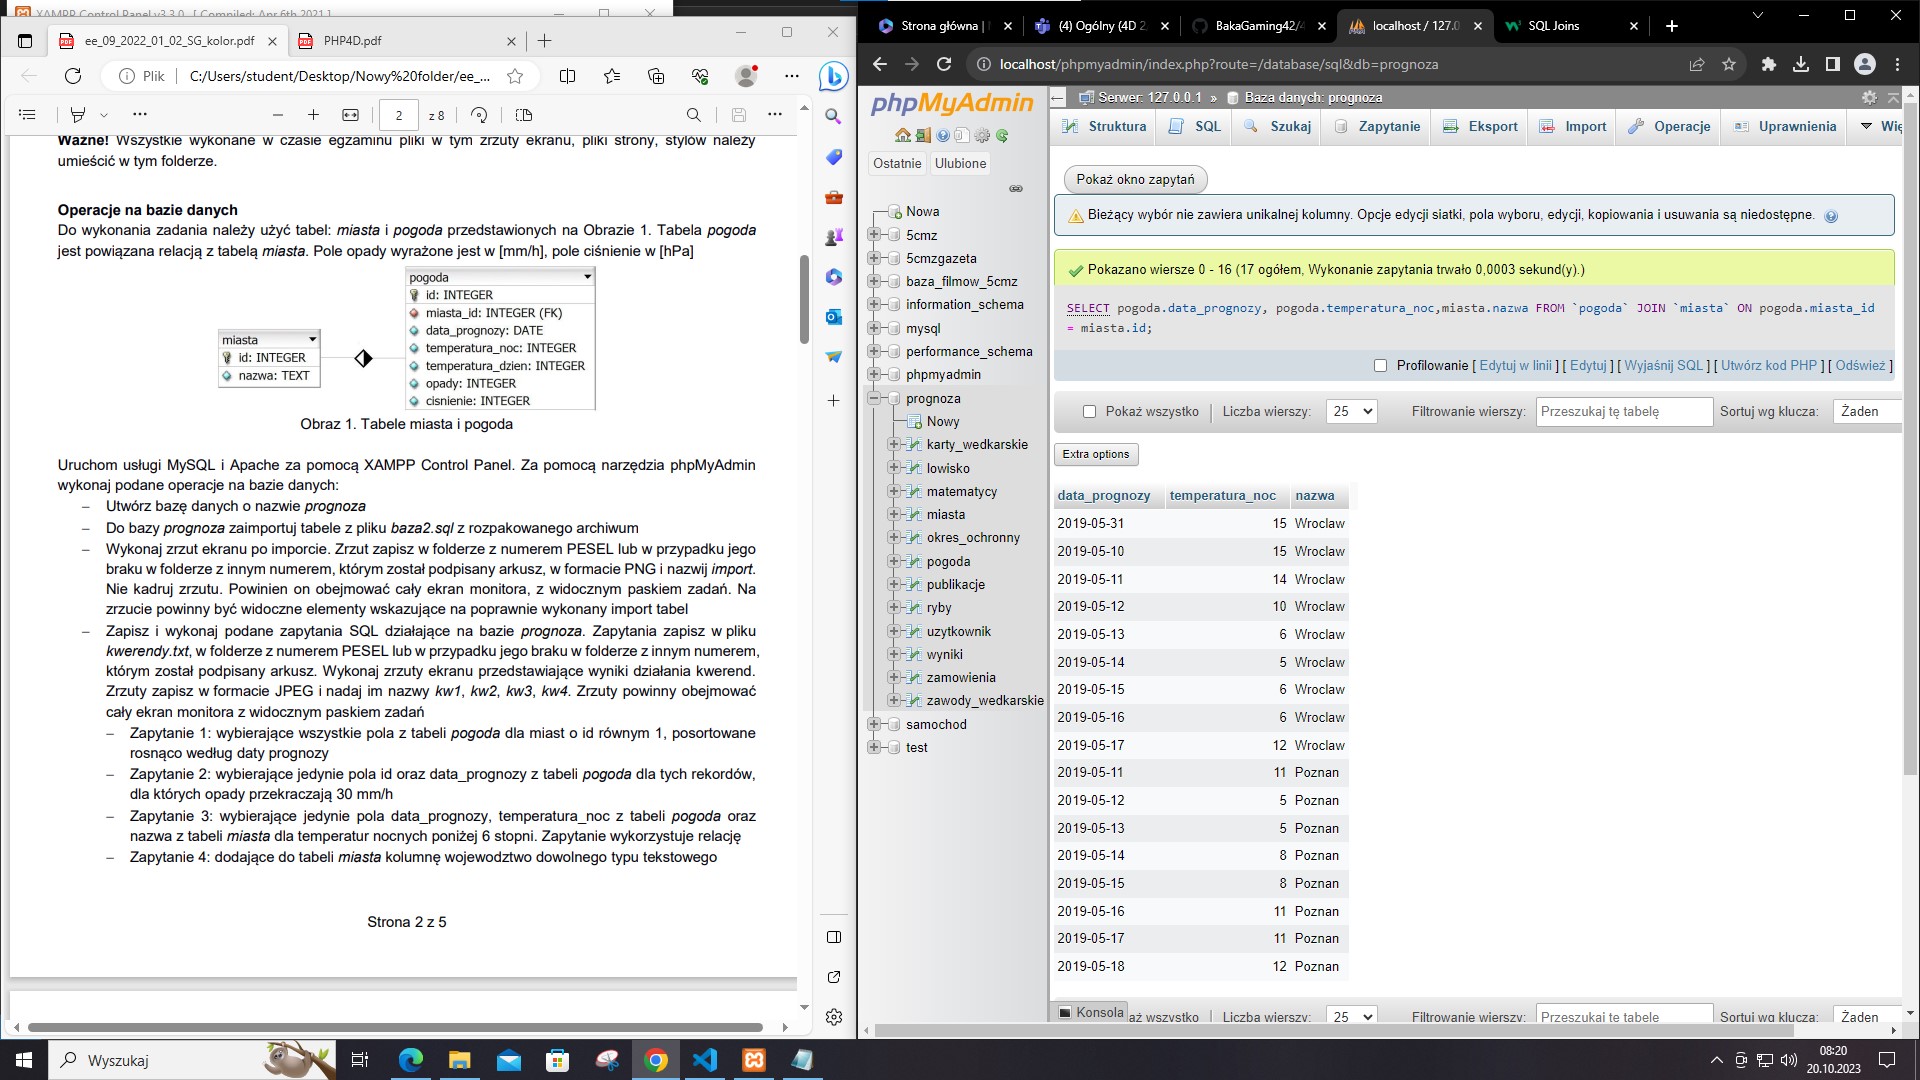 XAMPP Control Panel v3.3.0 [ Compiled: Apr 6th 2021 ]
ee_09_2022_01_02_SG_kolor.pdf
PHP4D.pdf
Plik
C:/Users/student/Desktop/Nowy%20folder/ee_...
2
z 8
Ważne! Wszystkie wykonane w czasie egzaminu pliki w tym zrzuty ekranu, pliki strony, stylów należy
umieścić w tym folderze.
Operacje na bazie danych
Do wykonania zadania należy użyć tabel: miasta i pogoda przedstawionych na Obrazie 1. Tabela pogoda
jest powiązana relacją z tabelą miasta. Pole opady wyrażone jest w [mm/h], pole ciśnienie w [hPa]
miasta
id: INTEGER
nazwa: TEXT
pogoda
id: INTEGER
miasta_id: INTEGER (FK)
data_prognozy: DATE
temperatura_noc: INTEGER
temperatura_dzien: INTEGER
opady: INTEGER
cisnienie: INTEGER
Obraz 1. Tabele miasta i pogoda
Uruchom usługi MySQL i Apache za pomocą XAMPP Control Panel. Za pomocą narzędzia phpMyAdmin
wykonaj podane operacje na bazie danych:
– Utwórz bazę danych o nazwie prognoza
– Do bazy prognoza zaimportuj tabele z pliku baza2.sql z rozpakowanego archiwum
– Wykonaj zrzut ekranu po imporcie. Zrzut zapisz w folderze z numerem PESEL lub w przypadku jego
braku w folderze z innym numerem, którym został podpisany arkusz, w formacie PNG i nazwij import.
Nie kadruj zrzutu. Powinien on obejmować cały ekran monitora, z widocznym paskiem zadań. Na
zrzucie powinny być widoczne elementy wskazujące na poprawnie wykonany import tabel
– Zapisz i wykonaj podane zapytania SQL działające na bazie prognoza. Zapytania zapisz w pliku
kwerendy.txt, w folderze z numerem PESEL lub w przypadku jego braku w folderze z innym numerem,
którym został podpisany arkusz. Wykonaj zrzuty ekranu przedstawiające wyniki działania kwerend.
Zrzuty zapisz w formacie JPEG i nadaj im nazwy kw1, kw2, kw3, kw4. Zrzuty powinny obejmować
cały ekran monitora z widocznym paskiem zadań
– Zapytanie 1: wybierające wszystkie pola z tabeli pogoda dla miast o id równym 1, posortowane
rosnąco według daty prognozy
– Zapytanie 2: wybierające jedynie pola id oraz data_prognozy z tabeli pogoda dla tych rekordów,
dla których opady przekraczają 30 mm/h
– Zapytanie 3: wybierające jedynie pola data_prognozy, temperatura_noc z tabeli pogoda oraz
nazwa z tabeli miasta dla temperatur nocnych poniżej 6 stopni. Zapytanie wykorzystuje relację
– Zapytanie 4: dodające do tabeli miasta kolumnę wojewodztwo dowolnego typu tekstowego
Strona 2 z 5
Strona główna |
(4) Ogólny (4D 2
BakaGaming42/4
localhost / 127.0
SQL Joins
localhost/phpmyadmin/index.php?route=/database/sql&db=prognoza
phpMyAdmin
Ostatnie
Ulubione
Nowa
5cmz
5cmzgazeta
baza_filmow_5cmz
information_schema
mysql
performance_schema
phpmyadmin
prognoza
Nowy
karty_wedkarskie
lowisko
matematycy
miasta
okres_ochronny
pogoda
publikacje
ryby
uzytkownik
wyniki
zamowienia
zawody_wedkarskie
samochod
test
Serwer: 127.0.0.1 » Baza danych: prognoza
Struktura
SQL
Szukaj
Zapytanie
Eksport
Import
Operacje
Uprawnienia
Wię
Pokaż okno zapytań
Bieżący wybór nie zawiera unikalnej kolumny. Opcje edycji siatki, pola wyboru, edycji, kopiowania i usuwania są niedostępne.
Pokazano wiersze 0 - 16 (17 ogółem, Wykonanie zapytania trwało 0,0003 sekund(y).)
SELECT pogoda.data_prognozy, pogoda.temperatura_noc,miasta.nazwa FROM `pogoda` JOIN `miasta` ON pogoda.miasta_id
= miasta.id;
Profilowanie [ Edytuj w linii ] [ Edytuj ] [ Wyjaśnij SQL ] [ Utwórz kod PHP ] [ Odśwież ]
Pokaż wszystko
Liczba wierszy:
25
Filtrowanie wierszy:
Przeszukaj tę tabelę
Sortuj wg klucza:
Żaden
Extra options
data_prognozy temperatura_noc nazwa
2019-05-31 15 Wroclaw
2019-05-10 15 Wroclaw
2019-05-11 14 Wroclaw
2019-05-12 10 Wroclaw
2019-05-13 6 Wroclaw
2019-05-14 5 Wroclaw
2019-05-15 6 Wroclaw
2019-05-16 6 Wroclaw
2019-05-17 12 Wroclaw
2019-05-11 11 Poznan
2019-05-12 5 Poznan
2019-05-13 5 Poznan
2019-05-14 8 Poznan
2019-05-15 8 Poznan
2019-05-16 11 Poznan
2019-05-17 11 Poznan
2019-05-18 12 Poznan
Konsola
aż wszystko
Liczba wierszy:
25
Filtrowanie wierszy:
Przeszukaj tę tabelę
Sortuj wg klucza:
Żaden
Wyszukaj
08:20
20.10.2023